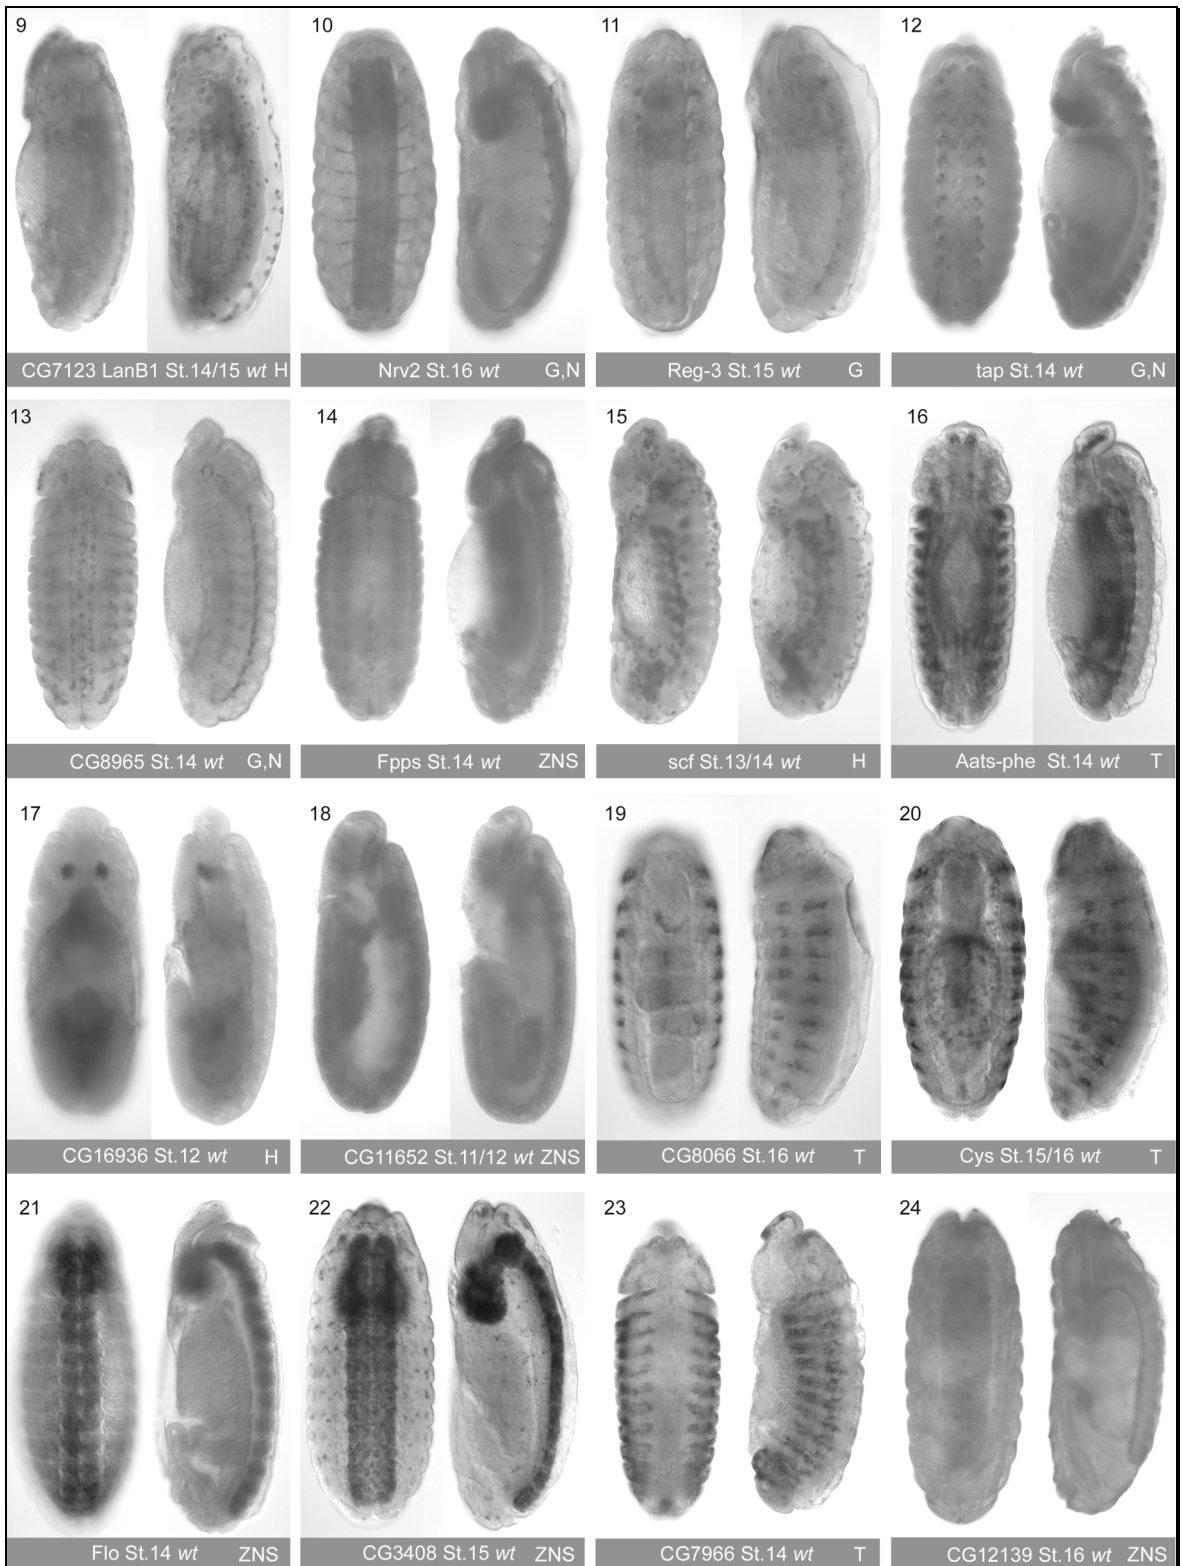 9 10 11 12
CG7123 LanB1 St.14/15 wt H Nrv2 St.16 wt G,N Reg-3 St.15 wt G tap St.14 wt G,N
13 14 15 16
CG8965 St.14 wt G,N Fpps St.14 wt ZNS scf St.13/14 wt H Aats-phe St.14 wt T
17 18 19 20
CG16936 St.12 wt H CG11652 St.11/12 wt ZNS CG8066 St.16 wt T Cys St.15/16 wt T
21 22 23 24
Flo St.14 wt ZNS CG3408 St.15 wt ZNS CG7966 St.14 wt T CG12139 St.16 wt ZNS